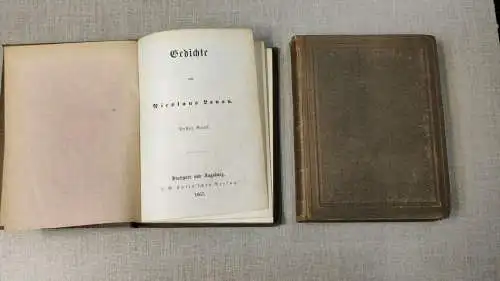 Gedichte
von
Nicolaus Lenau.
Erster Band.
Stuttgart und Augsburg.
J. G. Cotta'scher Verlag.